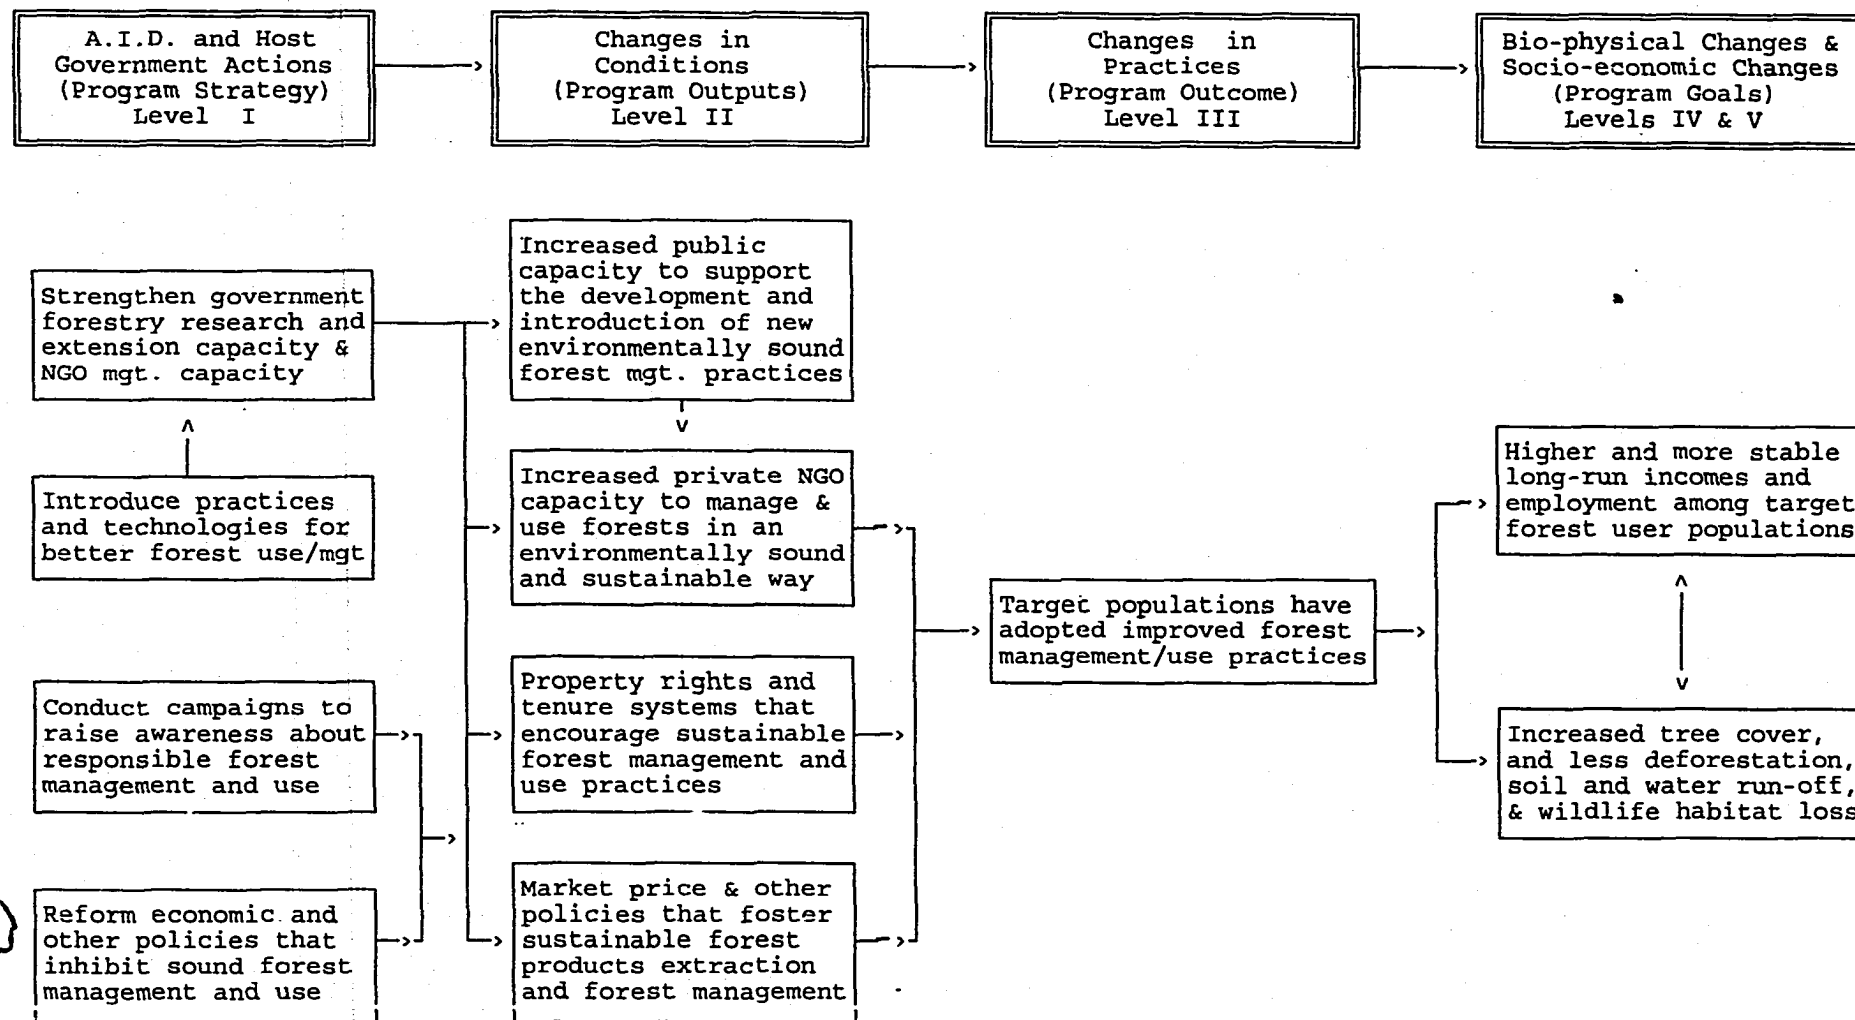 A.I.D. and Host
Government Actions
(Program Strategy)
Level I
Changes in
Conditions
(Program Outputs)
Level II
Changes in
Practices
(Program Outcome)
Level III
Bio-physical Changes &
Socio-economic Changes
(Program Goals)
Levels IV & V
Strengthen government
forestry research and
extension capacity &
NGO mgt. capacity
Introduce practices
and technologies for
better forest use/mgt
Conduct campaigns to
raise awareness about
responsible forest
management and use
Reform economic and
other policies that
inhibit sound forest
management and use
Increased public
capacity to support
the development and
introduction of new
environmentally sound
forest mgt. practices
Increased private NGO
capacity to manage &
use forests in an
environmentally sound
and sustainable way
Property rights and
tenure systems that
encourage sustainable
forest management and
use practices
Market price & other
policies that foster
sustainable forest
products extraction
and forest management
Target populations have
adopted improved forest
management/use practices
Higher and more stable
long-run incomes and
employment among target
forest user populations
Increased tree cover,
and less deforestation,
soil and water run-off,
& wildlife habitat loss